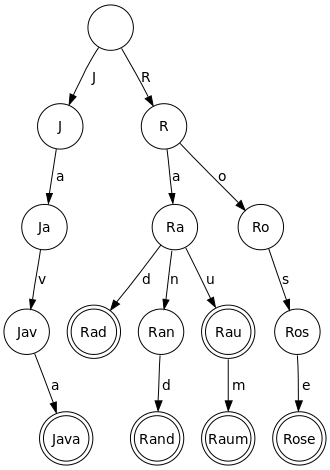 J R
J R
a a o
Ja Ra Ro
v d n u s
Jav Rad Ran Rau Ros
a d m e
Java Rand Raum Rose